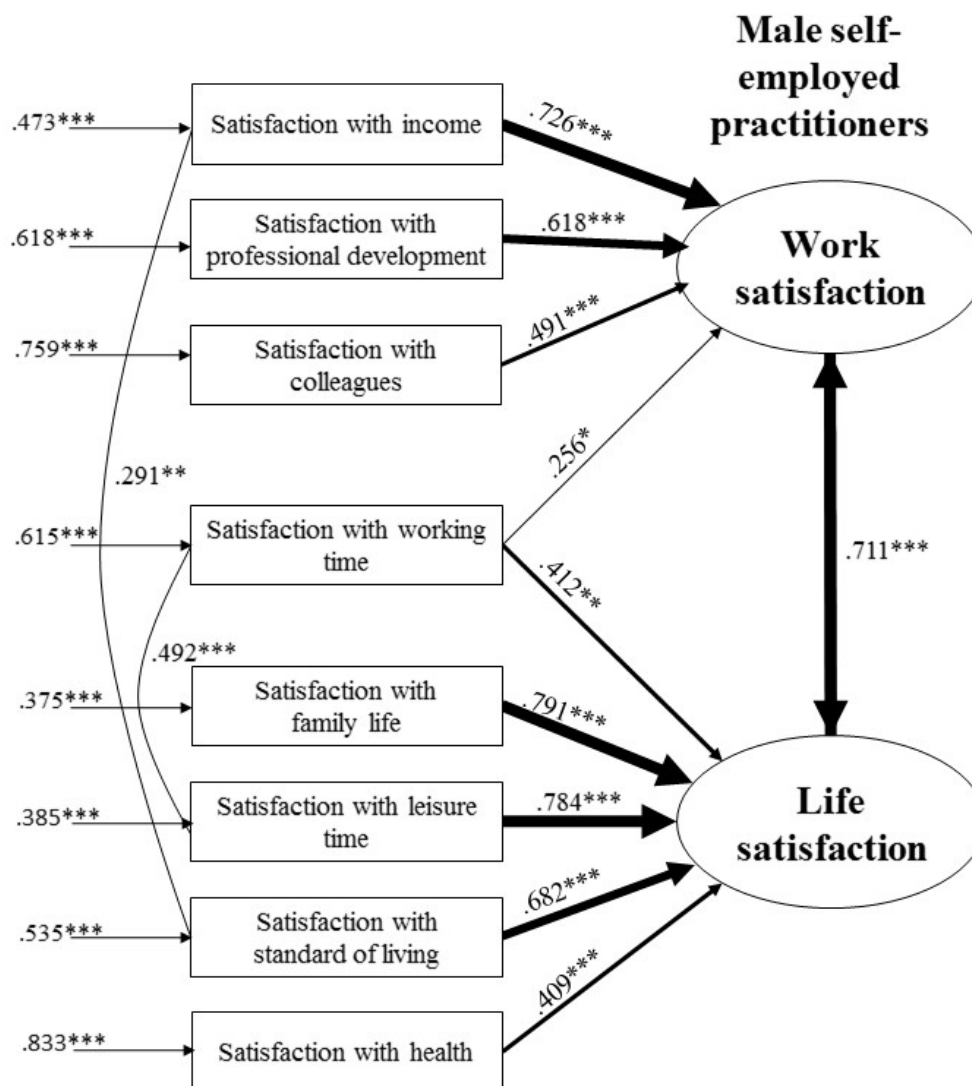 Male self-
employed
practitioners
.473***
Satisfaction with income
.726***
.618***
Satisfaction with
professional development
.618***
Work
satisfaction
.759***
Satisfaction with
colleagues
.491***
.291**
.256*
.615***
Satisfaction with working
time
.412**
.711***
.492***
.375***
Satisfaction with
family life
.791***
.385***
Satisfaction with leisure
time
.784***
Life
satisfaction
.535***
Satisfaction with
standard of living
.682***
.833***
Satisfaction with health
.409***